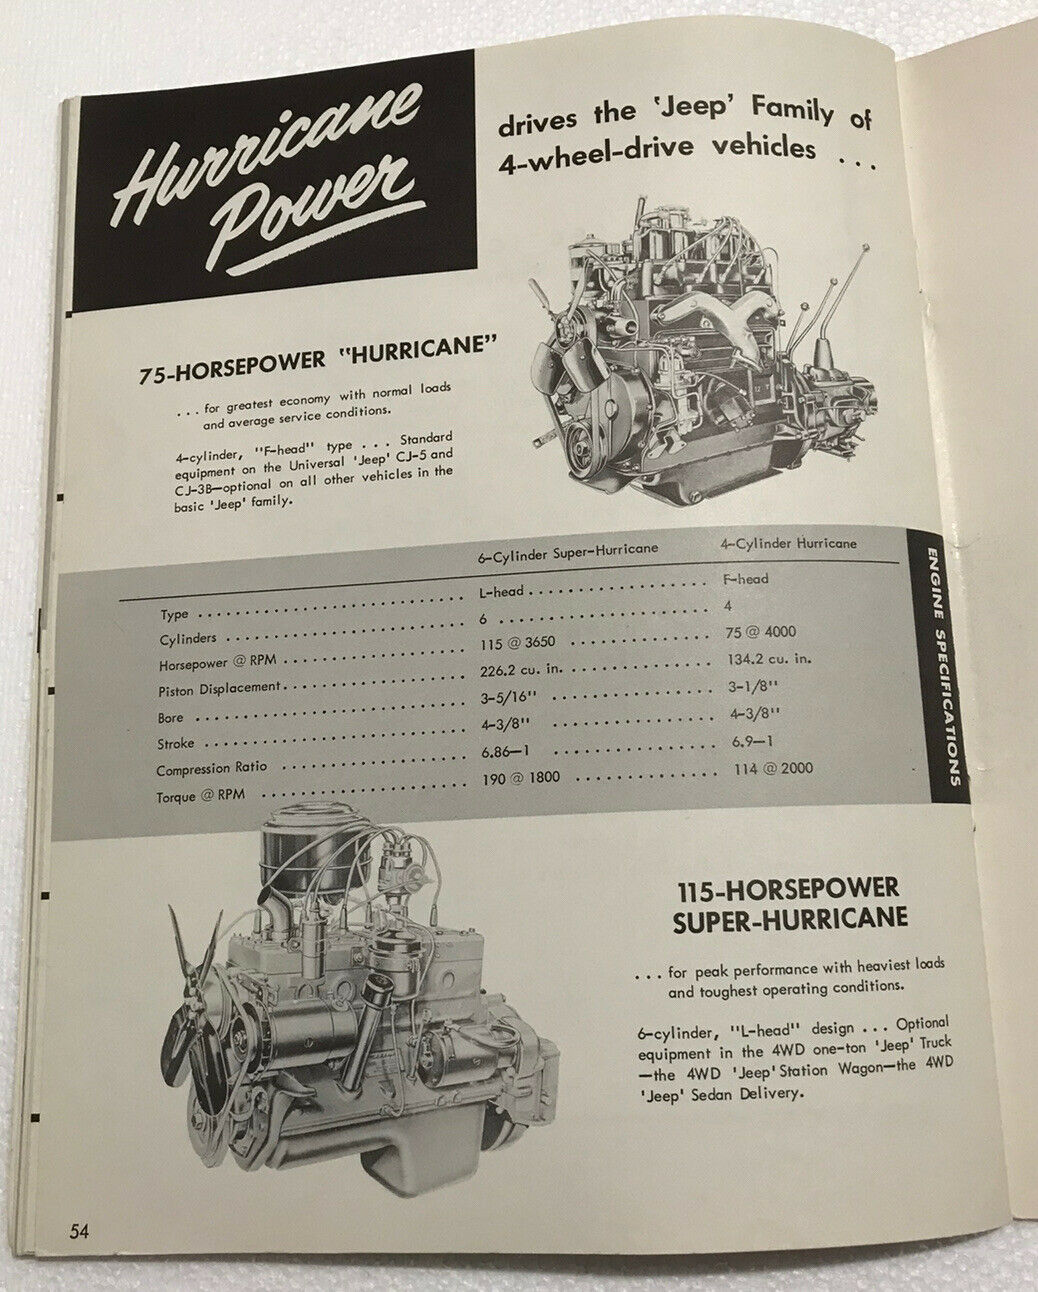 Hurricane
Power
drives the 'Jeep' Family of
4-wheel-drive vehicles ...
75-HORSEPOWER "HURRICANE"
... for greatest economy with normal loads
and average service conditions.
4-cylinder, "F-head" type ... Standard
equipment on the Universal 'Jeep' CJ-5 and
CJ-3B—optional on all other vehicles in the
basic 'Jeep' family.
6-Cylinder Super-Hurricane 4-Cylinder Hurricane
Type L-head F-head
Cylinders 6 4
Horsepower @ RPM 115 @ 3650 75 @ 4000
Piston Displacement 226.2 cu. in. 134.2 cu. in.
Bore 3-5/16" 3-1/8"
Stroke 4-3/8" 4-3/8"
Compression Ratio 6.86—1 6.9—1
Torque @ RPM 190 @ 1800 114 @ 2000
ENGINE SPECIFICATIONS
115-HORSEPOWER
SUPER-HURRICANE
... for peak performance with heaviest loads
and toughest operating conditions.
6-cylinder, "L-head" design ... Optional
equipment in the 4WD one-ton 'Jeep' Truck
—the 4WD 'Jeep' Station Wagon—the 4WD
'Jeep' Sedan Delivery.
54